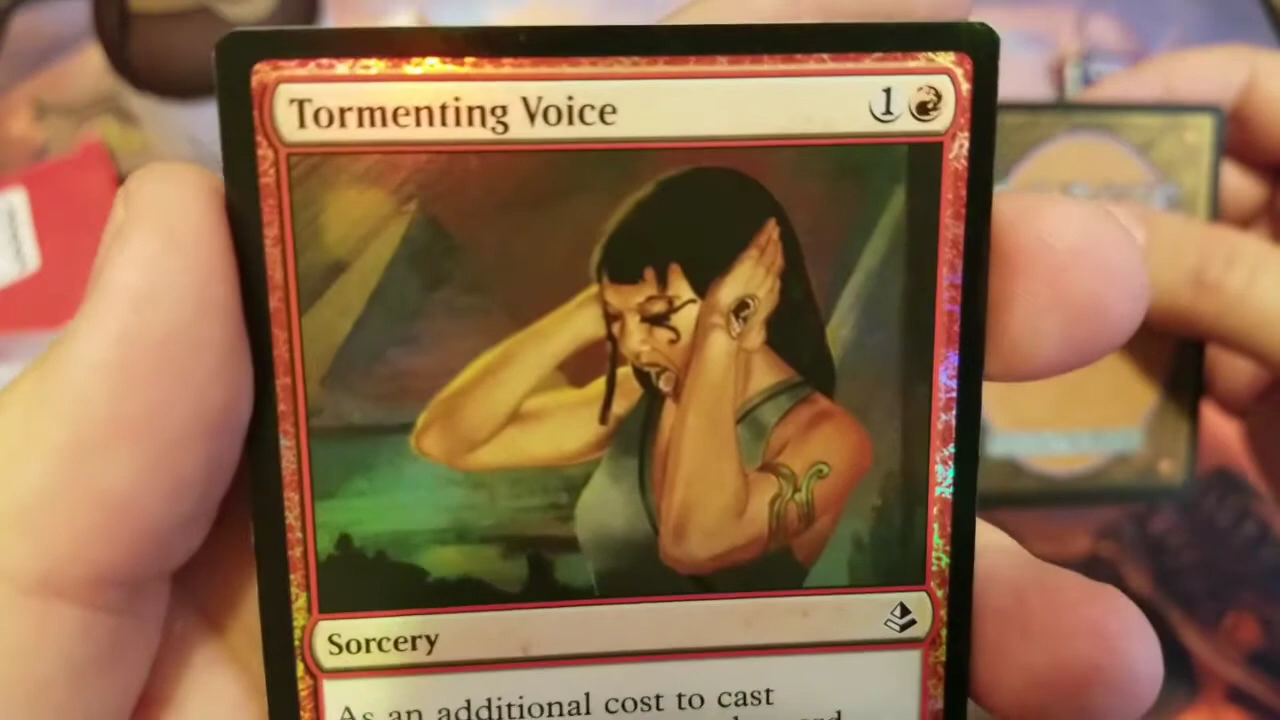 Tormenting Voice 1
Sorcery
As an additional cost to cast